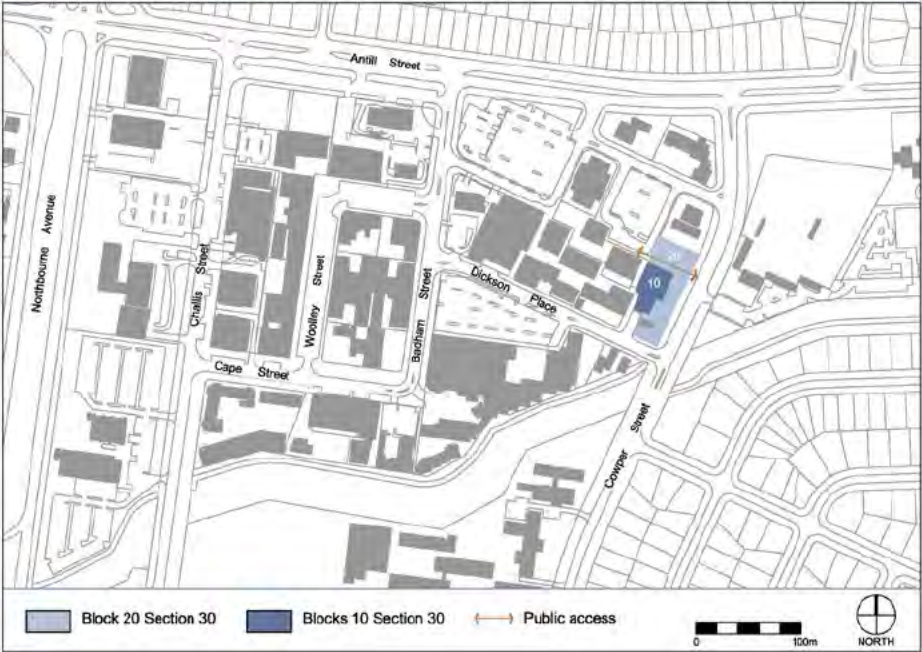 Antill Street
Northbourne Avenue
Challis Street
Woolley Street
Badham Street
Dickson Place
20
10
Cape Street
Cowper Street
Block 20 Section 30
Blocks 10 Section 30
Public access
0 100m
NORTH